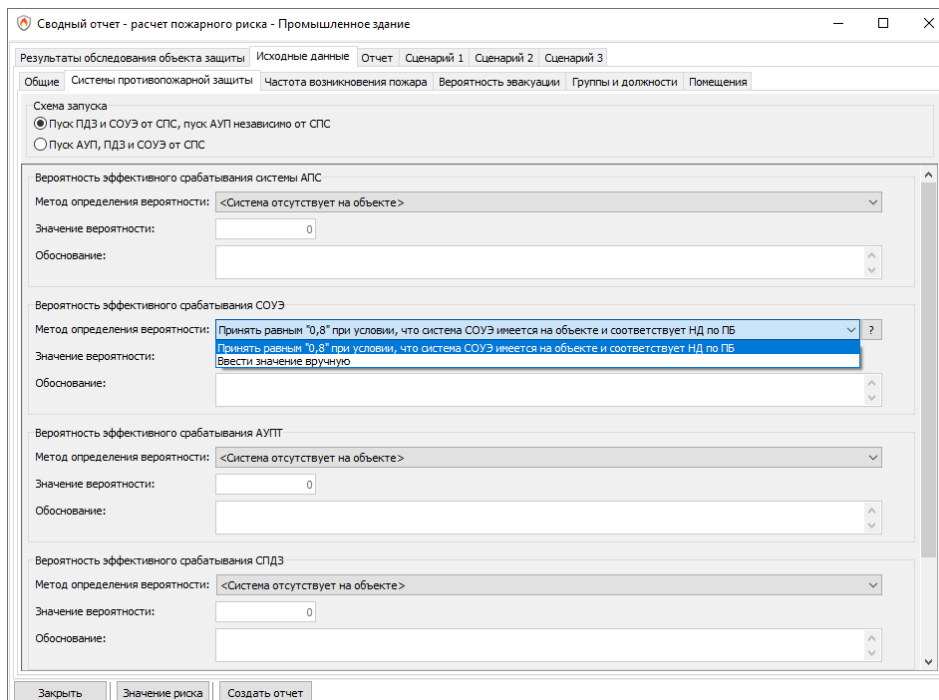 Сводный отчет - расчет пожарного риска - Промышленное здание
Результаты обследования объекта защиты Исходные данные Отчет Сценарий 1 Сценарий 2 Сценарий 3
Общие Системы противопожарной защиты Частота возникновения пожара Вероятность эвакуации Группы и должности Помещения
Схема запуска
Пуск ПДЗ и СОУЭ от СПС, пуск АУП независимо от СПС
Пуск АУП, ПДЗ и СОУЭ от СПС
Вероятность эффективного срабатывания системы АПС
Метод определения вероятности: <Система отсутствует на объекте>
Значение вероятности: 0
Обоснование:
Вероятность эффективного срабатывания СОУЭ
Метод определения вероятности: Принять равным "0,8" при условии, что система СОУЭ имеется на объекте и соответствует НД по ПБ ?
Принять равным "0,8" при условии, что система СОУЭ имеется на объекте и соответствует НД по ПБ
Значение вероятности: Ввести значение вручную
Обоснование:
Вероятность эффективного срабатывания АУПТ
Метод определения вероятности: <Система отсутствует на объекте>
Значение вероятности: 0
Обоснование:
Вероятность эффективного срабатывания СПДЗ
Метод определения вероятности: <Система отсутствует на объекте>
Значение вероятности: 0
Обоснование:
Закрыть Значение риска Создать отчет